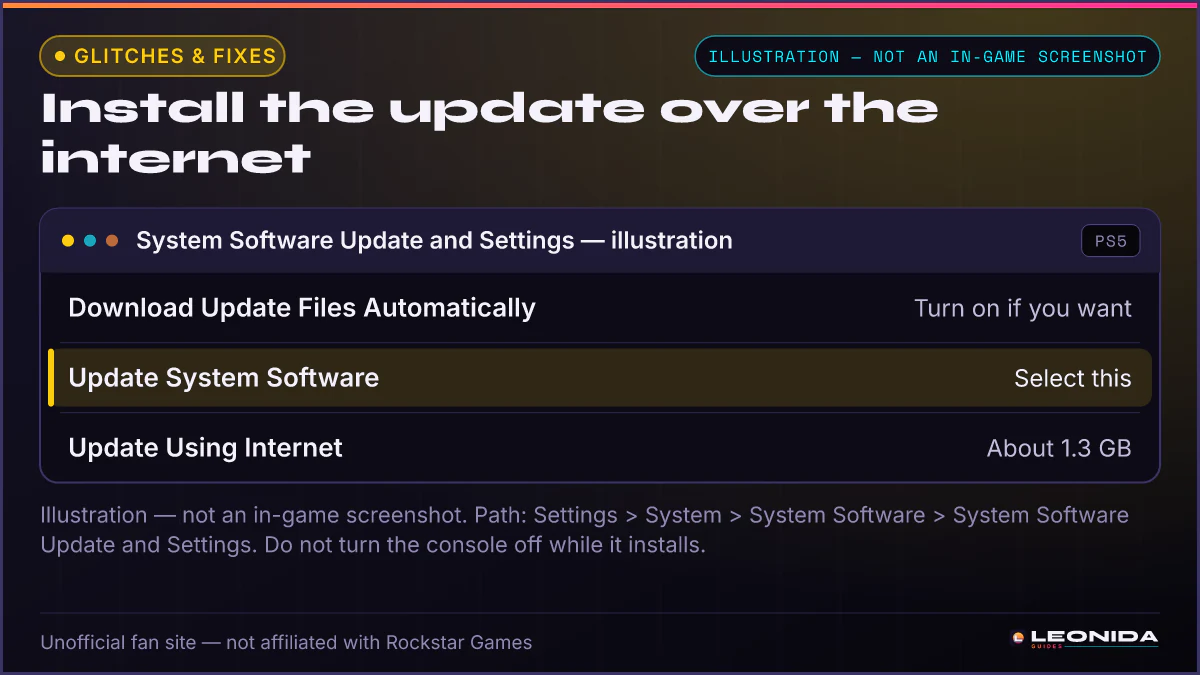 GLITCHES & FIXES
ILLUSTRATION — NOT AN IN-GAME SCREENSHOT
Install the update over the
internet
System Software Update and Settings — illustration
PS5
Download Update Files Automatically
Turn on if you want
Update System Software
Select this
Update Using Internet
About 1.3 GB
Illustration — not an in-game screenshot. Path: Settings > System > System Software > System Software
Update and Settings. Do not turn the console off while it installs.
Unofficial fan site — not affiliated with Rockstar Games
LEONIDA
GUIDES